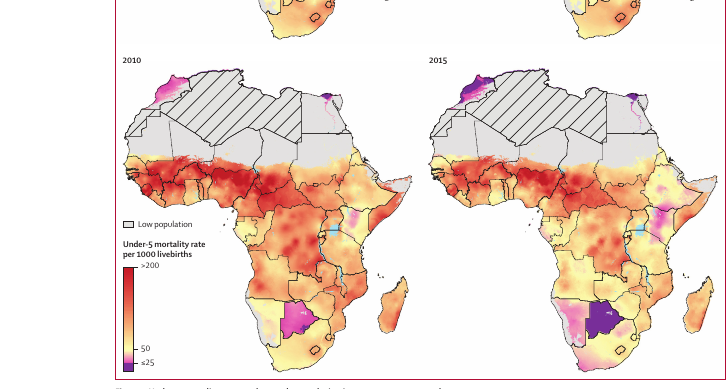 2010
2015
Low population
Under-5 mortality rate
per 1000 livebirths
>200
50
≤25